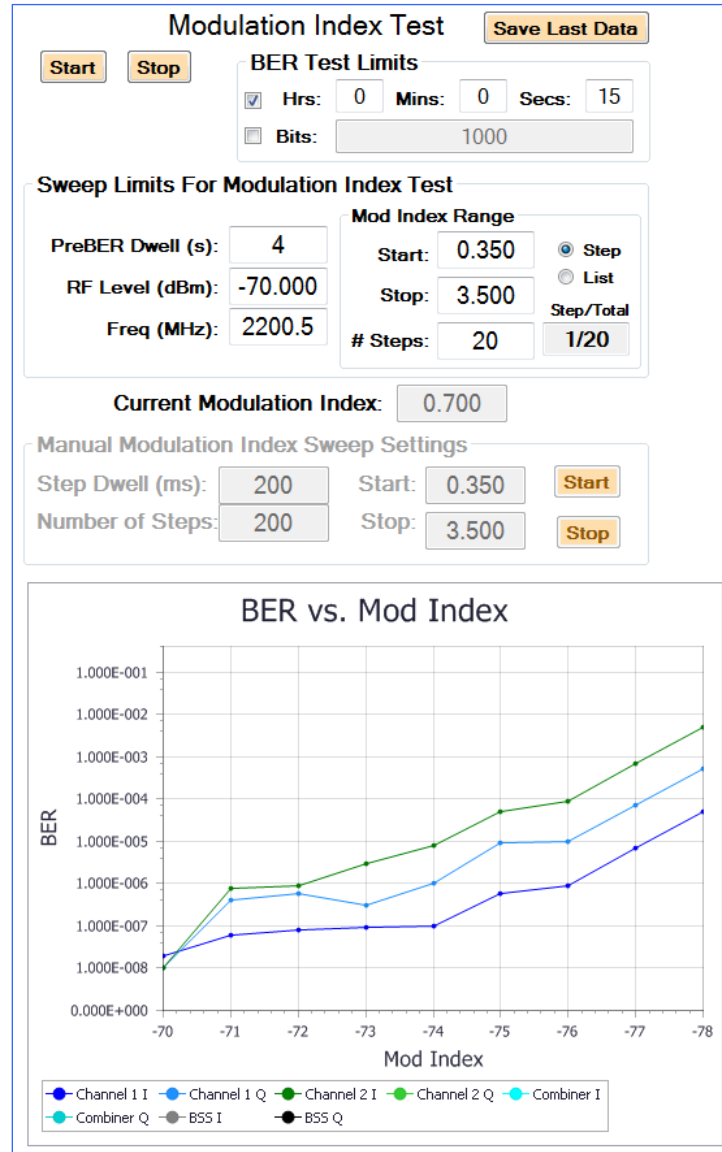 Modulation Index Test
Save Last Data
Start Stop
BER Test Limits
Hrs: 0 Mins: 0 Secs: 15
Bits: 1000
Sweep Limits For Modulation Index Test
PreBER Dwell (s): 4
RF Level (dBm): -70.000
Freq (MHz): 2200.5
Mod Index Range
Start: 0.350
Stop: 3.500
# Steps: 20
Step
List
Step/Total
1/20
Current Modulation Index: 0.700
Manual Modulation Index Sweep Settings
Step Dwell (ms): 200 Start: 0.350 Start
Number of Steps: 200 Stop: 3.500 Stop
BER vs. Mod Index
1.000E-001
1.000E-002
1.000E-003
1.000E-004
1.000E-005
1.000E-006
1.000E-007
1.000E-008
0.000E+000
BER
-70 -71 -72 -73 -74 -75 -76 -77 -78
Mod Index
Channel 1 I Channel 1 Q Channel 2 I Channel 2 Q Combiner I
Combiner Q BSS I BSS Q